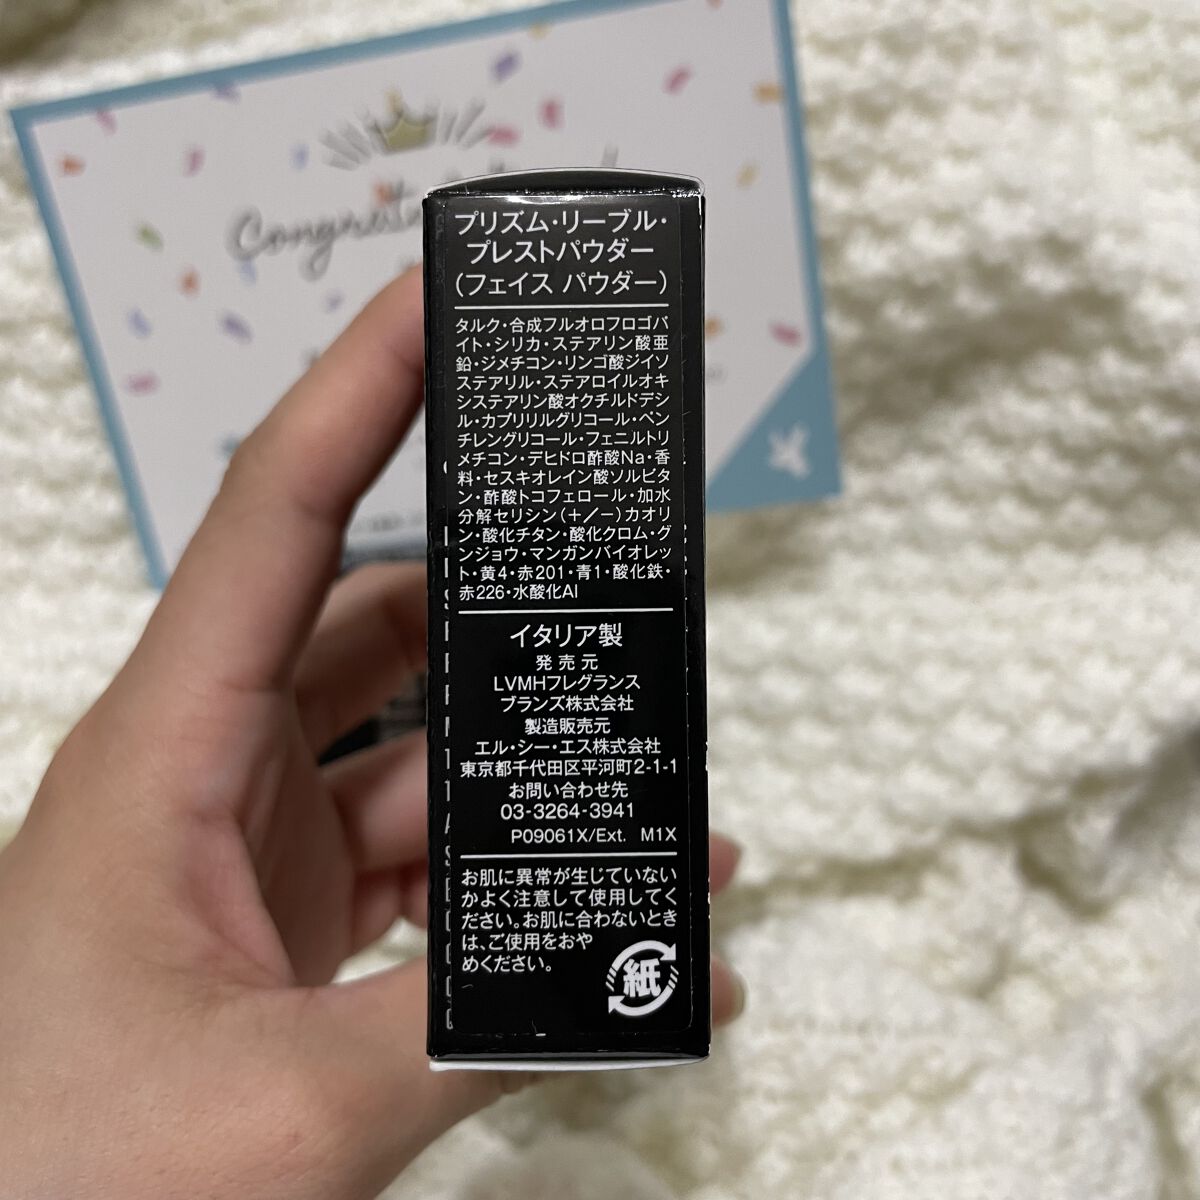 Congrat
プリズム・リーブル・
プレストパウダー
(フェイス パウダー)
タルク・合成フルオロフロゴパ
イト・シリカ・ステアリン酸亜
鉛・ジメチコン・リンゴ酸ジイソ
ステアリル・ステアロイルオキ
システアリン酸オクチルドデシ
ル・カプリリルグリコール・ペン
チレングリコール・フェニルトリ
メチコン・デヒドロ酢酸Na・香
料・セスキオレイン酸ソルビタ
ン・酢酸トコフェロール・加水
分解セリシン(+/−)カオリ
ン・酸化チタン・酸化クロム・グ
ンジョウ・マンガンバイオレッ
ト・黄4・赤201・青1・酸化鉄・
赤226・水酸化Al
イタリア製
発売元
LVMHフレグランス
ブランズ株式会社
製造販売元
エル・シー・エス株式会社
東京都千代田区平河町2-1-1
お問い合わせ先
03-3264-3941
P09061X/Ext. M1X
お肌に異常が生じていない
かよく注意して使用してく
ださい。お肌に合わないとき
は、ご使用をおや
めください。
紙